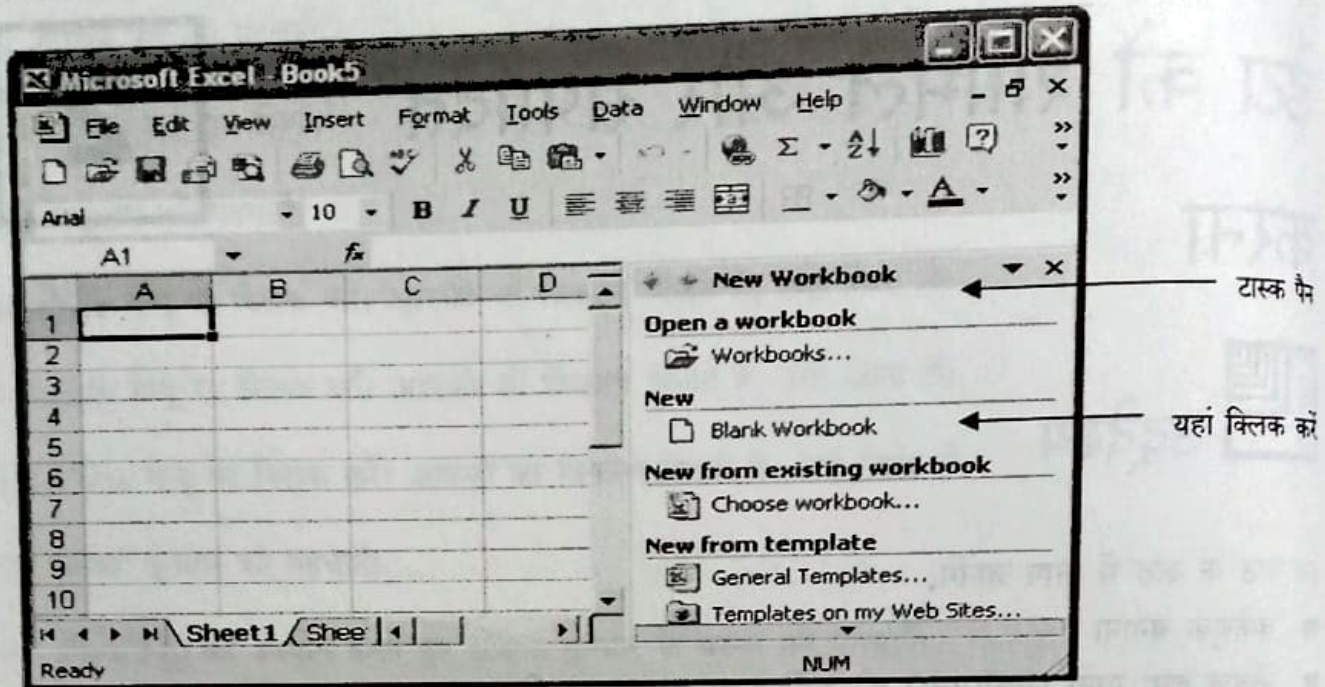 Microsoft Excel - Book5
File Edit View Insert Format Tools Data Window Help
Arial 10 B I U A
A1 fx
A B C D
New Workbook
टास्क पैन
1
Open a workbook
2
Workbooks...
3
New
4
Blank Workbook
यहां क्लिक करें
5
6
New from existing workbook
7
Choose workbook...
8
New from template
9
General Templates...
10
Templates on my Web Sites...
Sheet1 Shee
Ready NUM